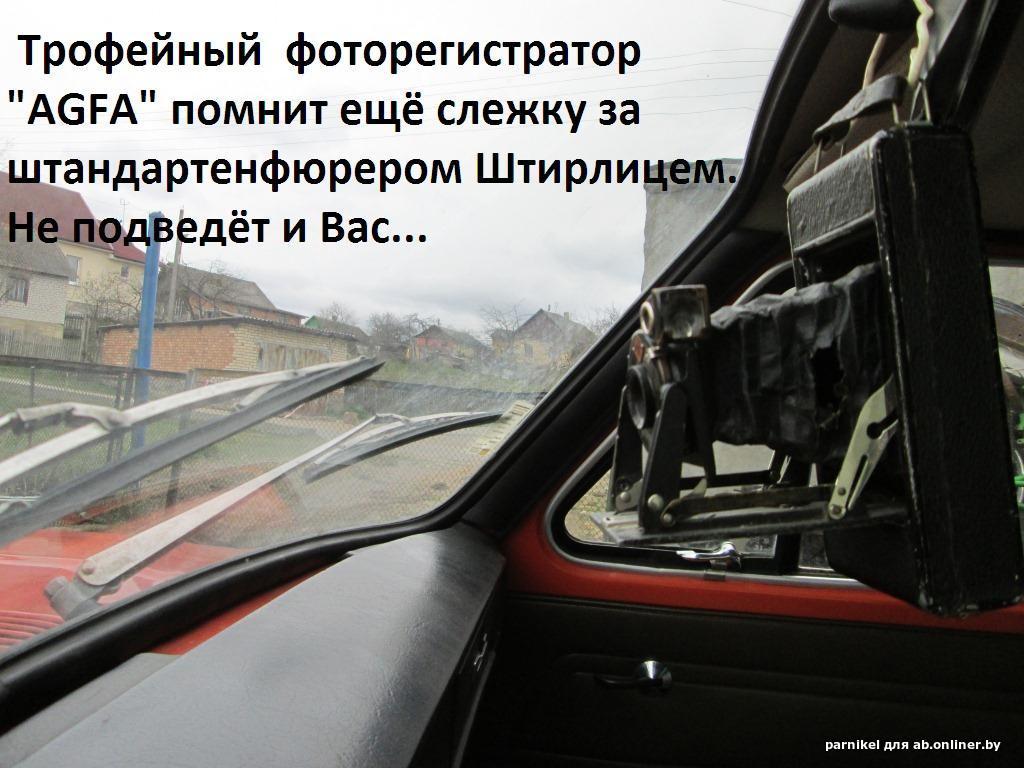 Трофейный фоторегистратор
"AGFA" помнит ещё слежку за
штандартенфюрером Штирлицем.
Не подведёт и Вас...
parnikel для ab.onliner.by